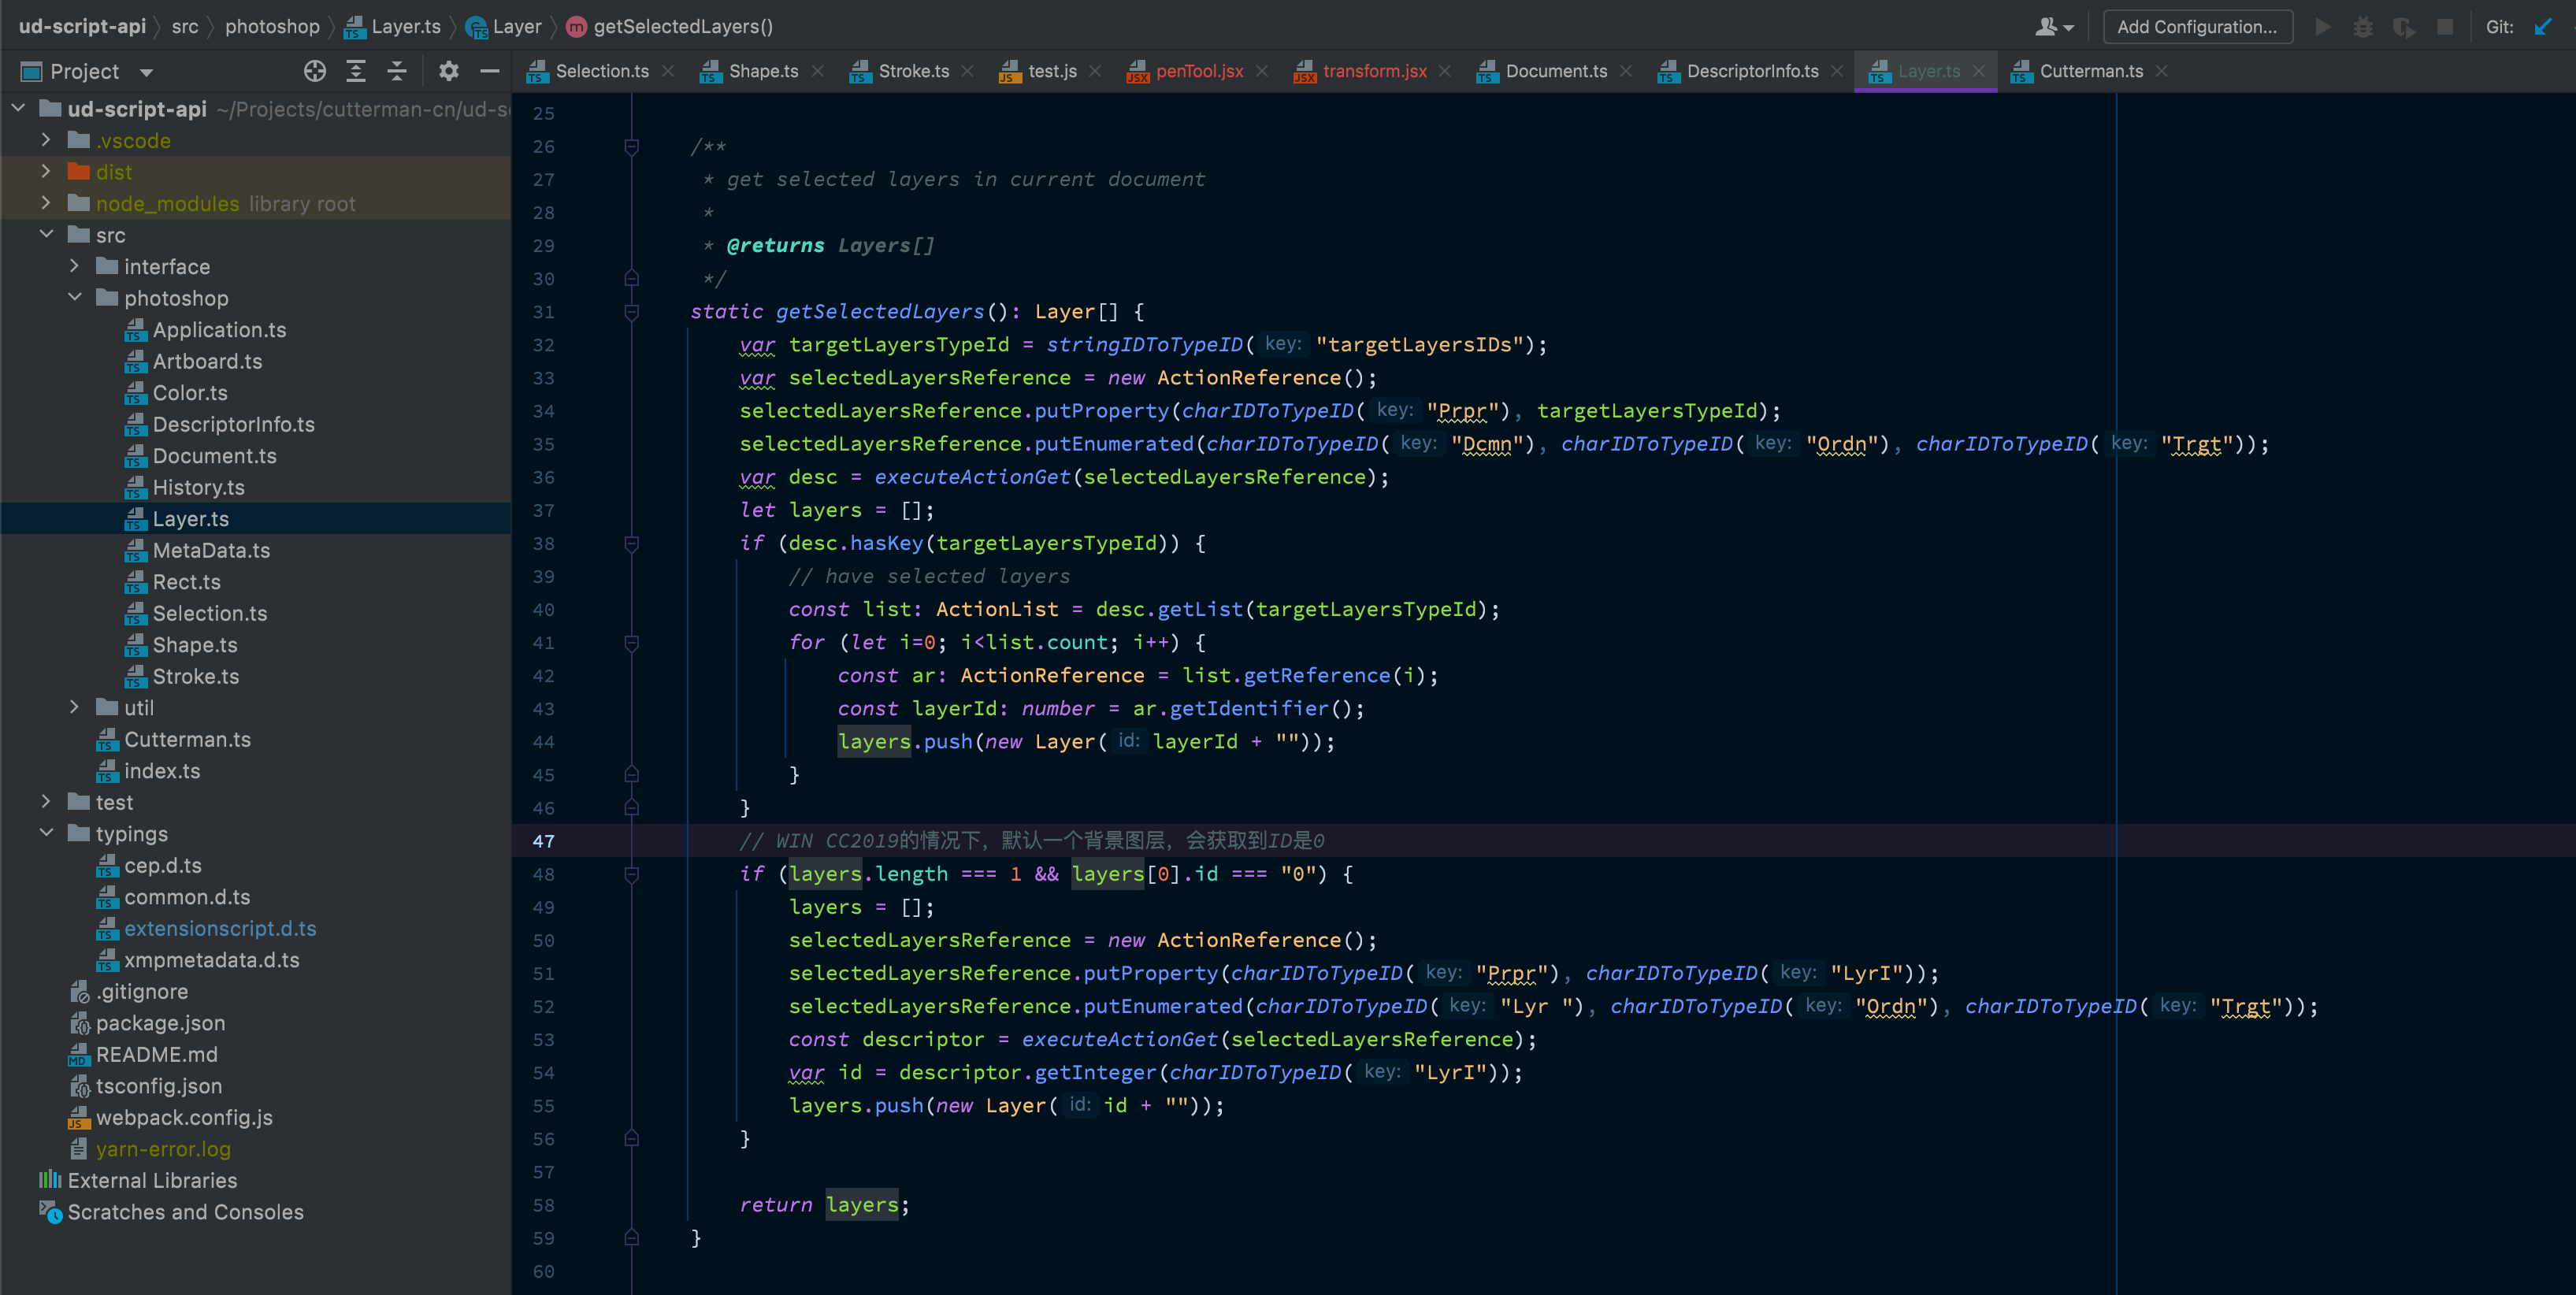 ud-script-api src photoshop Layer.ts Layer getSelectedLayers() Add Configuration... Git:
Project
Selection.ts Shape.ts Stroke.ts test.js penTool.jsx transform.jsx Document.ts DescriptorInfo.ts Layer.ts Cutterman.ts
ud-script-api ~/Projects/cutterman-cn/ud-s
.vscode
dist
node_modules library root
src
interface
photoshop
Application.ts
Artboard.ts
Color.ts
DescriptorInfo.ts
Document.ts
History.ts
Layer.ts
MetaData.ts
Rect.ts
Selection.ts
Shape.ts
Stroke.ts
util
Cutterman.ts
index.ts
test
typings
cep.d.ts
common.d.ts
extensionscript.d.ts
xmpmetadata.d.ts
.gitignore
package.json
README.md
tsconfig.json
webpack.config.js
yarn-error.log
External Libraries
Scratches and Consoles
25
26 /**
27 * get selected layers in current document
28 *
29 * @returns Layers[]
30 */
31 static getSelectedLayers(): Layer[] {
32 var targetLayersTypeId = stringIDToTypeID( key: "targetLayersIDs");
33 var selectedLayersReference = new ActionReference();
34 selectedLayersReference.putProperty(charIDToTypeID( key: "Prpr"), targetLayersTypeId);
35 selectedLayersReference.putEnumerated(charIDToTypeID( key: "Dcmn"), charIDToTypeID( key: "Ordn"), charIDToTypeID( key: "Trgt"));
36 var desc = executeActionGet(selectedLayersReference);
37 let layers = [];
38 if (desc.hasKey(targetLayersTypeId)) {
39 // have selected layers
40 const list: ActionList = desc.getList(targetLayersTypeId);
41 for (let i=0; i<list.count; i++) {
42 const ar: ActionReference = list.getReference(i);
43 const layerId: number = ar.getIdentifier();
44 layers.push(new Layer( id: layerId + ""));
45 }
46 }
47 // WIN CC2019的情况下，默认一个背景图层，会获取到ID是0
48 if (layers.length === 1 && layers[0].id === "0") {
49 layers = [];
50 selectedLayersReference = new ActionReference();
51 selectedLayersReference.putProperty(charIDToTypeID( key: "Prpr"), charIDToTypeID( key: "LyrI"));
52 selectedLayersReference.putEnumerated(charIDToTypeID( key: "Lyr "), charIDToTypeID( key: "Ordn"), charIDToTypeID( key: "Trgt"));
53 const descriptor = executeActionGet(selectedLayersReference);
54 var id = descriptor.getInteger(charIDToTypeID( key: "LyrI"));
55 layers.push(new Layer( id: id + ""));
56 }
57
58 return layers;
59 }
60